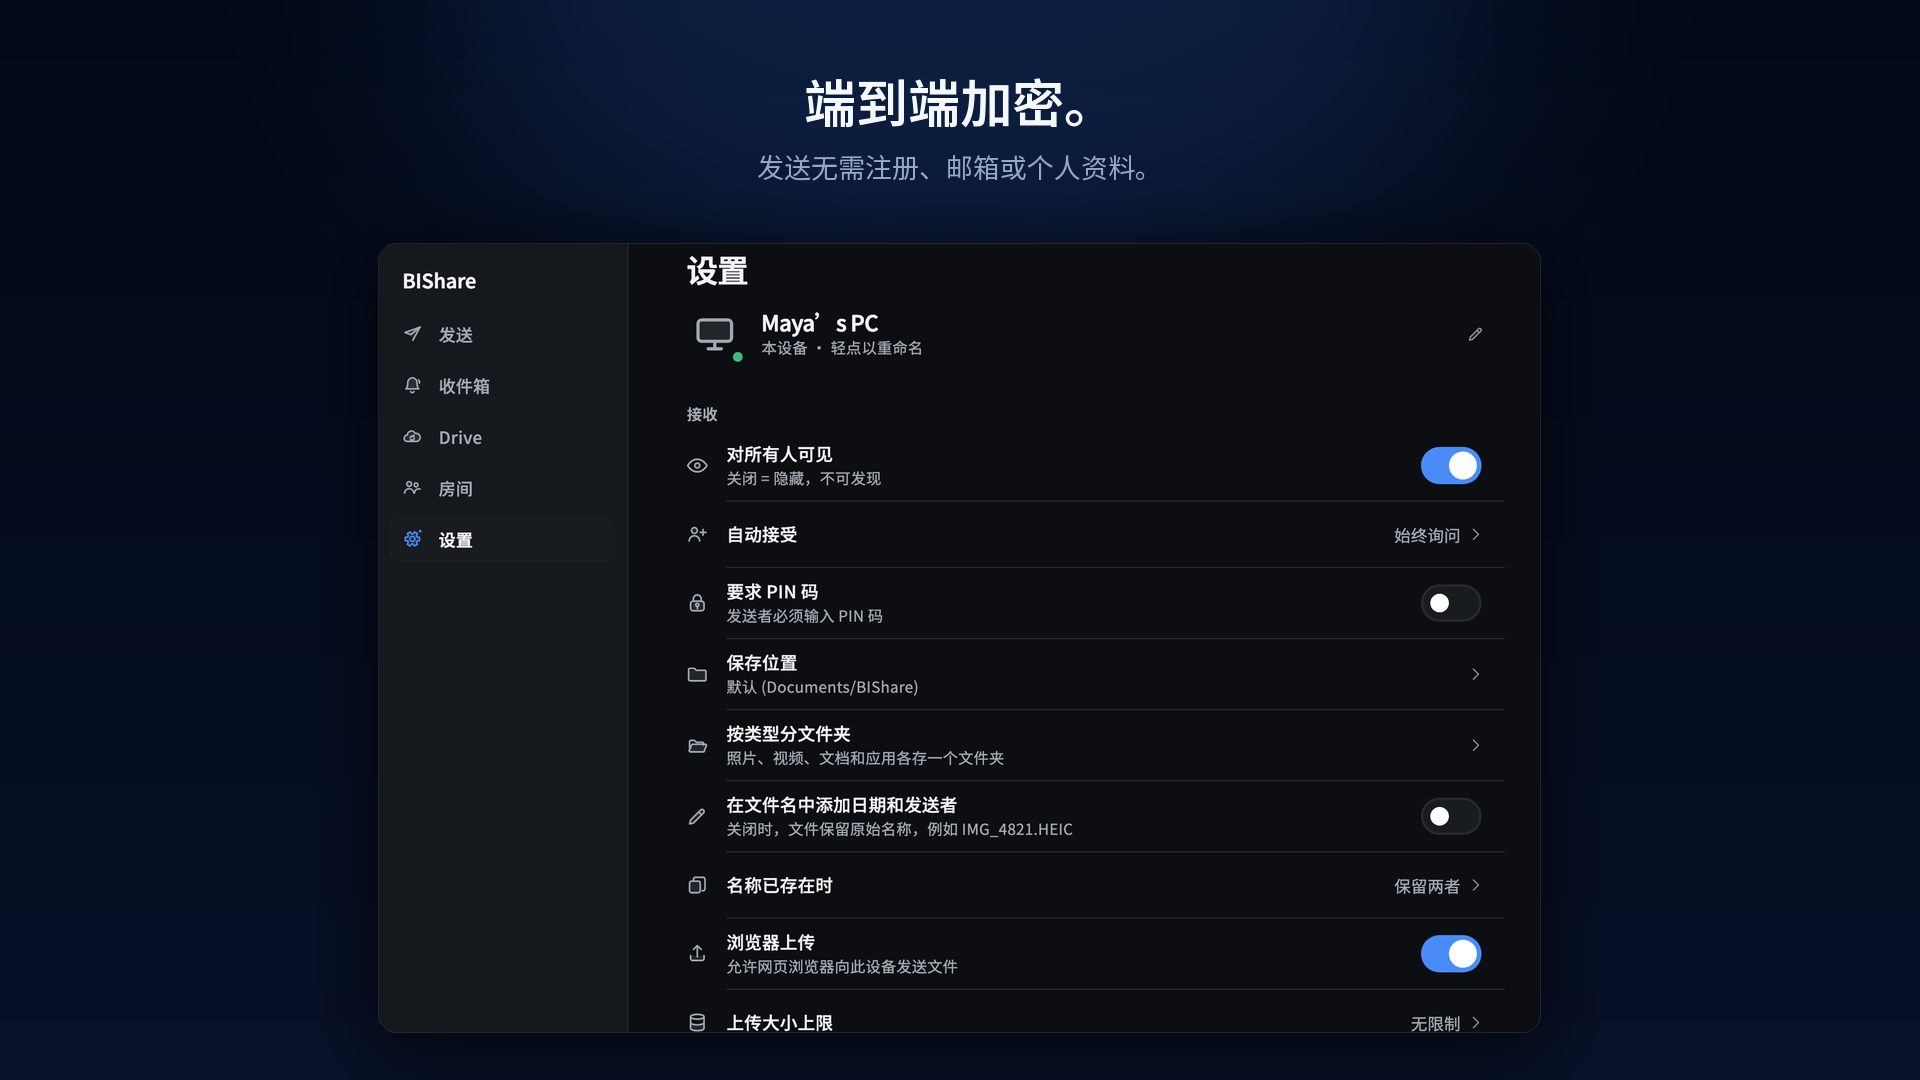 端到端加密。
发送无需注册、邮箱或个人资料。
BIShare
发送
收件箱
Drive
房间
设置
设置
Maya’s PC
本设备 · 轻点以重命名
接收
对所有人可见
关闭 = 隐藏，不可发现
自动接受
始终询问
要求 PIN 码
发送者必须输入 PIN 码
保存位置
默认 (Documents/BIShare)
按类型分文件夹
照片、视频、文档和应用各存一个文件夹
在文件名中添加日期和发送者
关闭时，文件保留原始名称，例如 IMG_4821.HEIC
名称已存在时
保留两者
浏览器上传
允许网页浏览器向此设备发送文件
上传大小上限
无限制